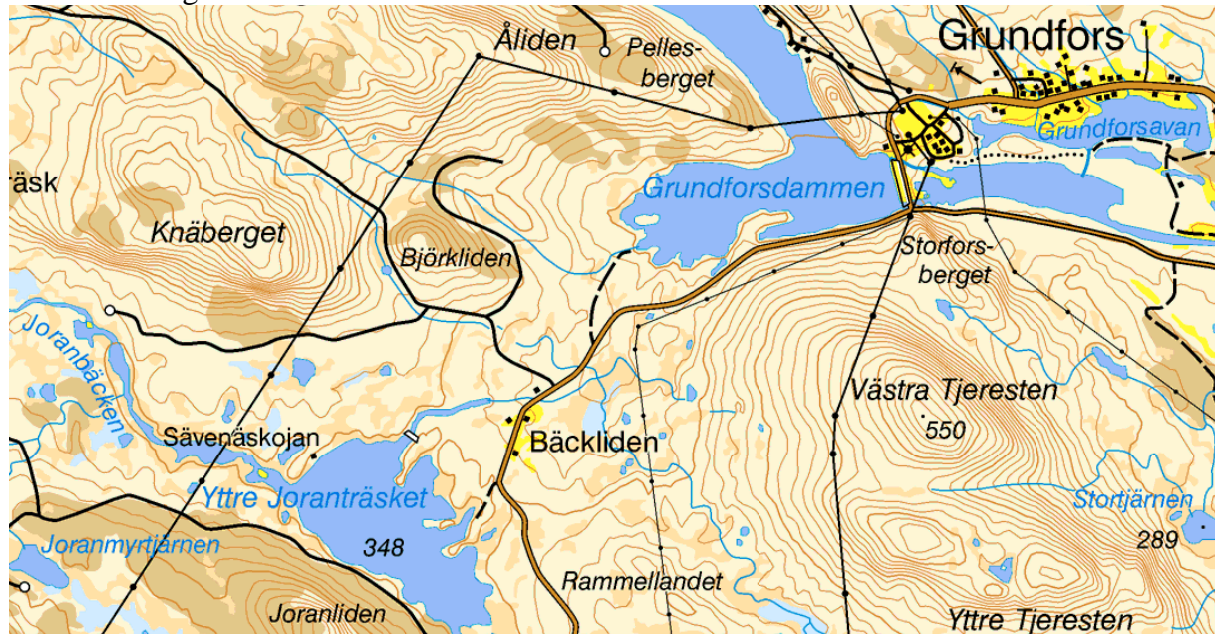 Åliden
Pelles-
berget
Grundfors
Grundforsavan
Grundforsdammen
räsk
Knäberget
Björkliden
Storfors-
berget
Joranbäcken
Västra Tjeresten
550
Sävenäskojan
Bäckliden
Yttre Joranträsket
Stortjärnen
289
Joranmyrtjärnen
348
Rammellandet
Joranliden
Yttre Tjeresten